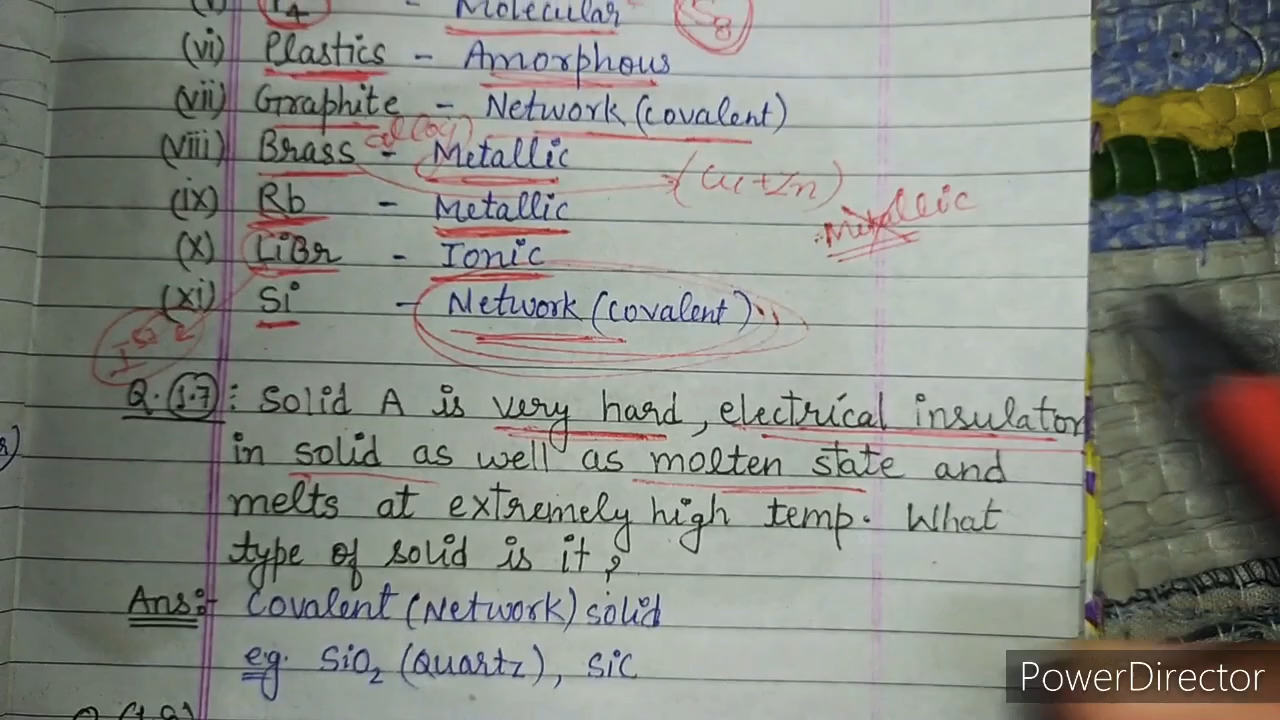 (v) P4 - Molecular S8
(vi) Plastics - Amorphous
(vii) Graphite - Network (covalent)
(viii) Brass - Metallic
alloy
(Cu+Zn)
Metallic
(ix) Rb - Metallic
(x) LiBr - Ionic
(xi) Si - Network (covalent)
Q. 1.7 : Solid A is very hard, electrical insulator
in solid as well as molten state and
melts at extremely high temp. What
type of solid is it?
Ans:- Covalent (Network) solid
eg. SiO2 (Quartz), SiC
PowerDirector